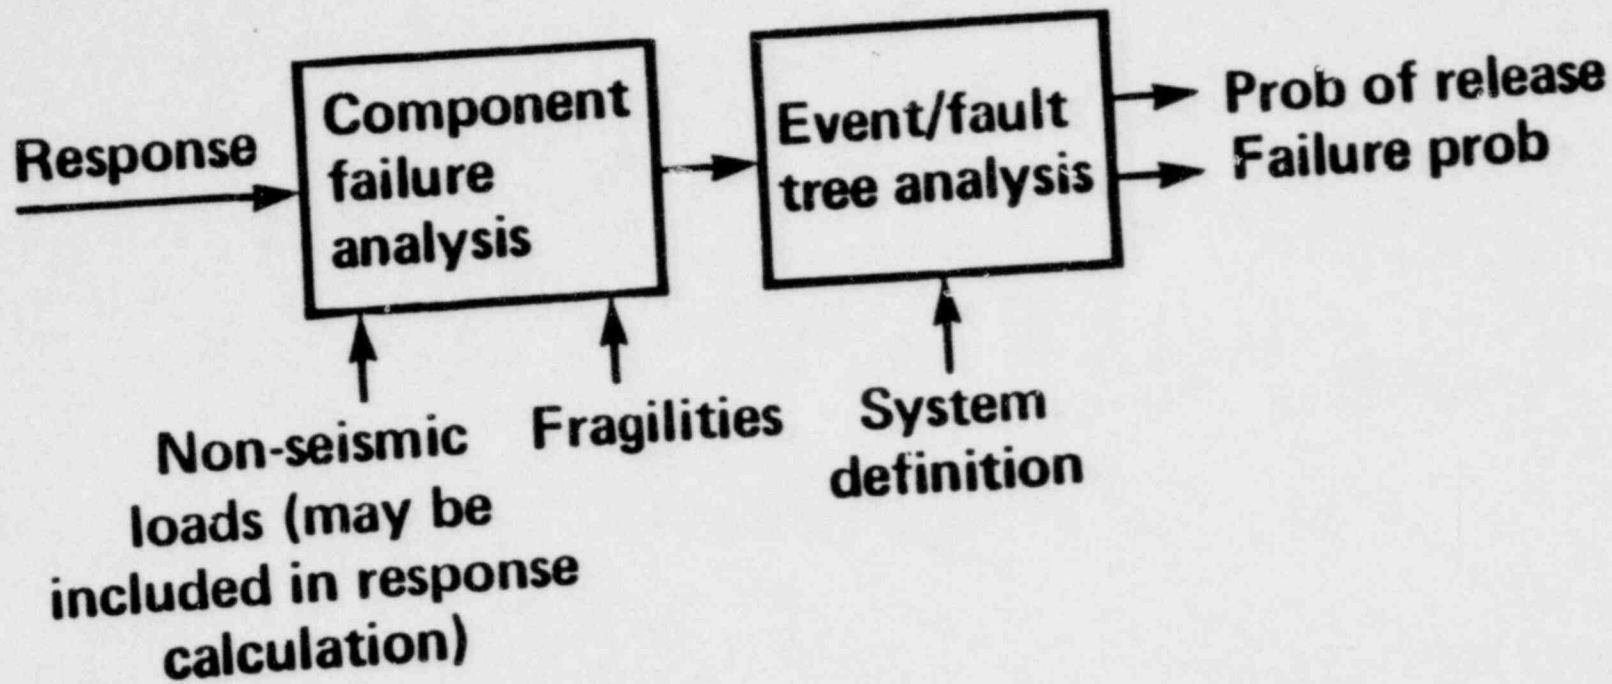 Response
Component
failure
analysis
Event/fault
tree analysis
Prob of release
Failure prob
Non-seismic
loads (may be
included in response
calculation)
Fragilities
System
definition